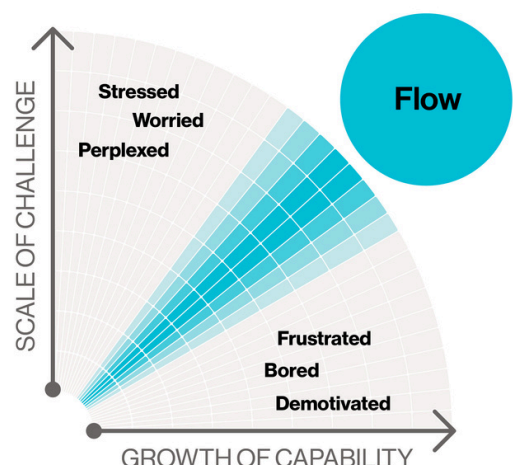 Flow
Stressed
Worried
Perplexed
SCALE OF CHALLENGE
Frustrated
Bored
Demotivated
GROWTH OF CAPABILITY